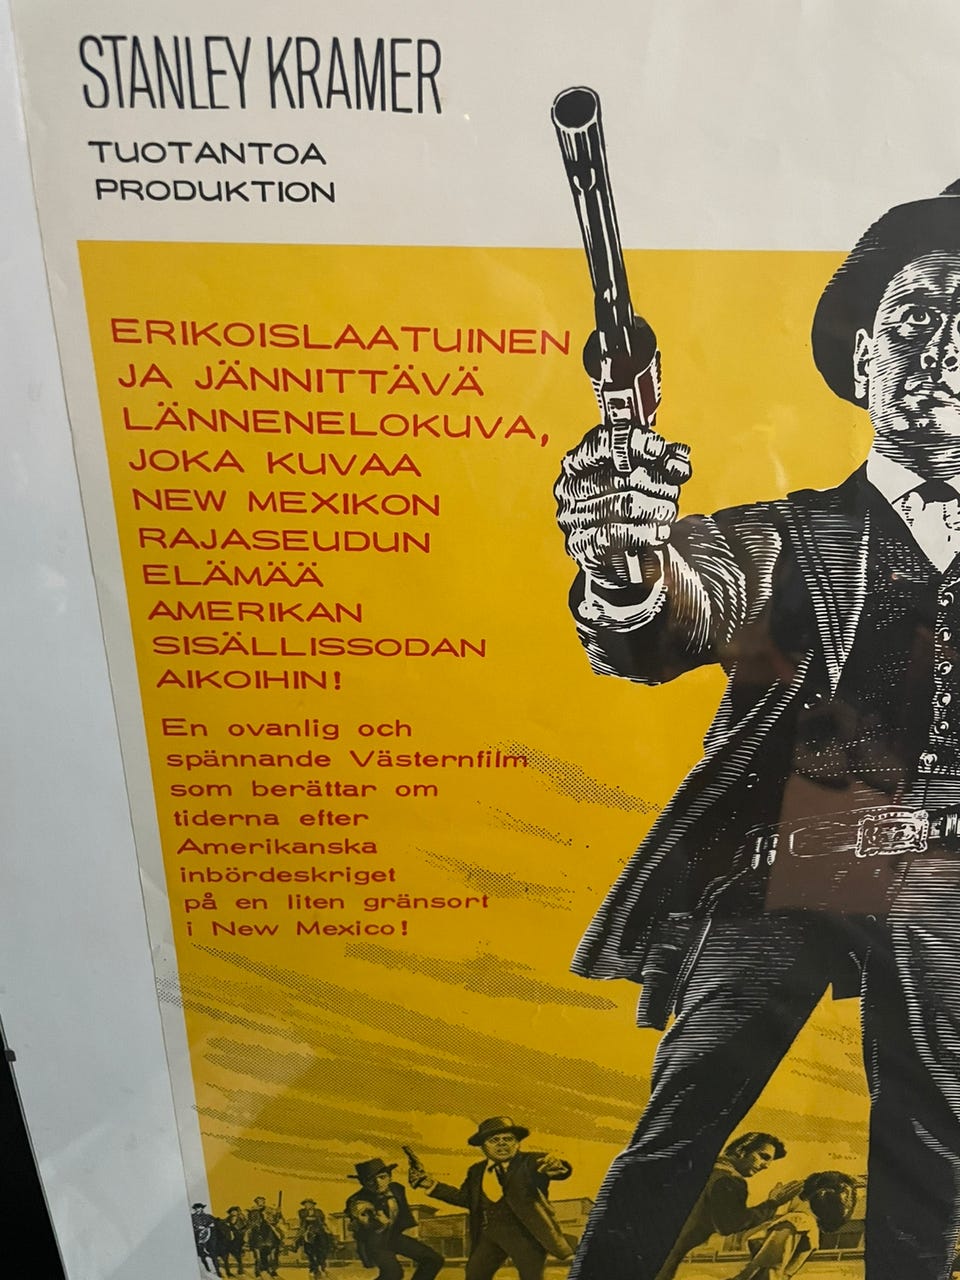 STANLEY KRAMER
TUOTANTOA
PRODUKTION
ERIKOISLAATUINEN
JA JÄNNITTÄVÄ
LÄNNENELOKUVA,
JOKA KUVAA
NEW MEXIKON
RAJASEUDUN
ELÄMÄÄ
AMERIKAN
SISÄLLISSODAN
AIKOIHIN!
En ovanlig och
spännande Västernfilm
som berättar om
tiderna efter
Amerikanska
inbördeskriget
på en liten gränsort
i New Mexico!